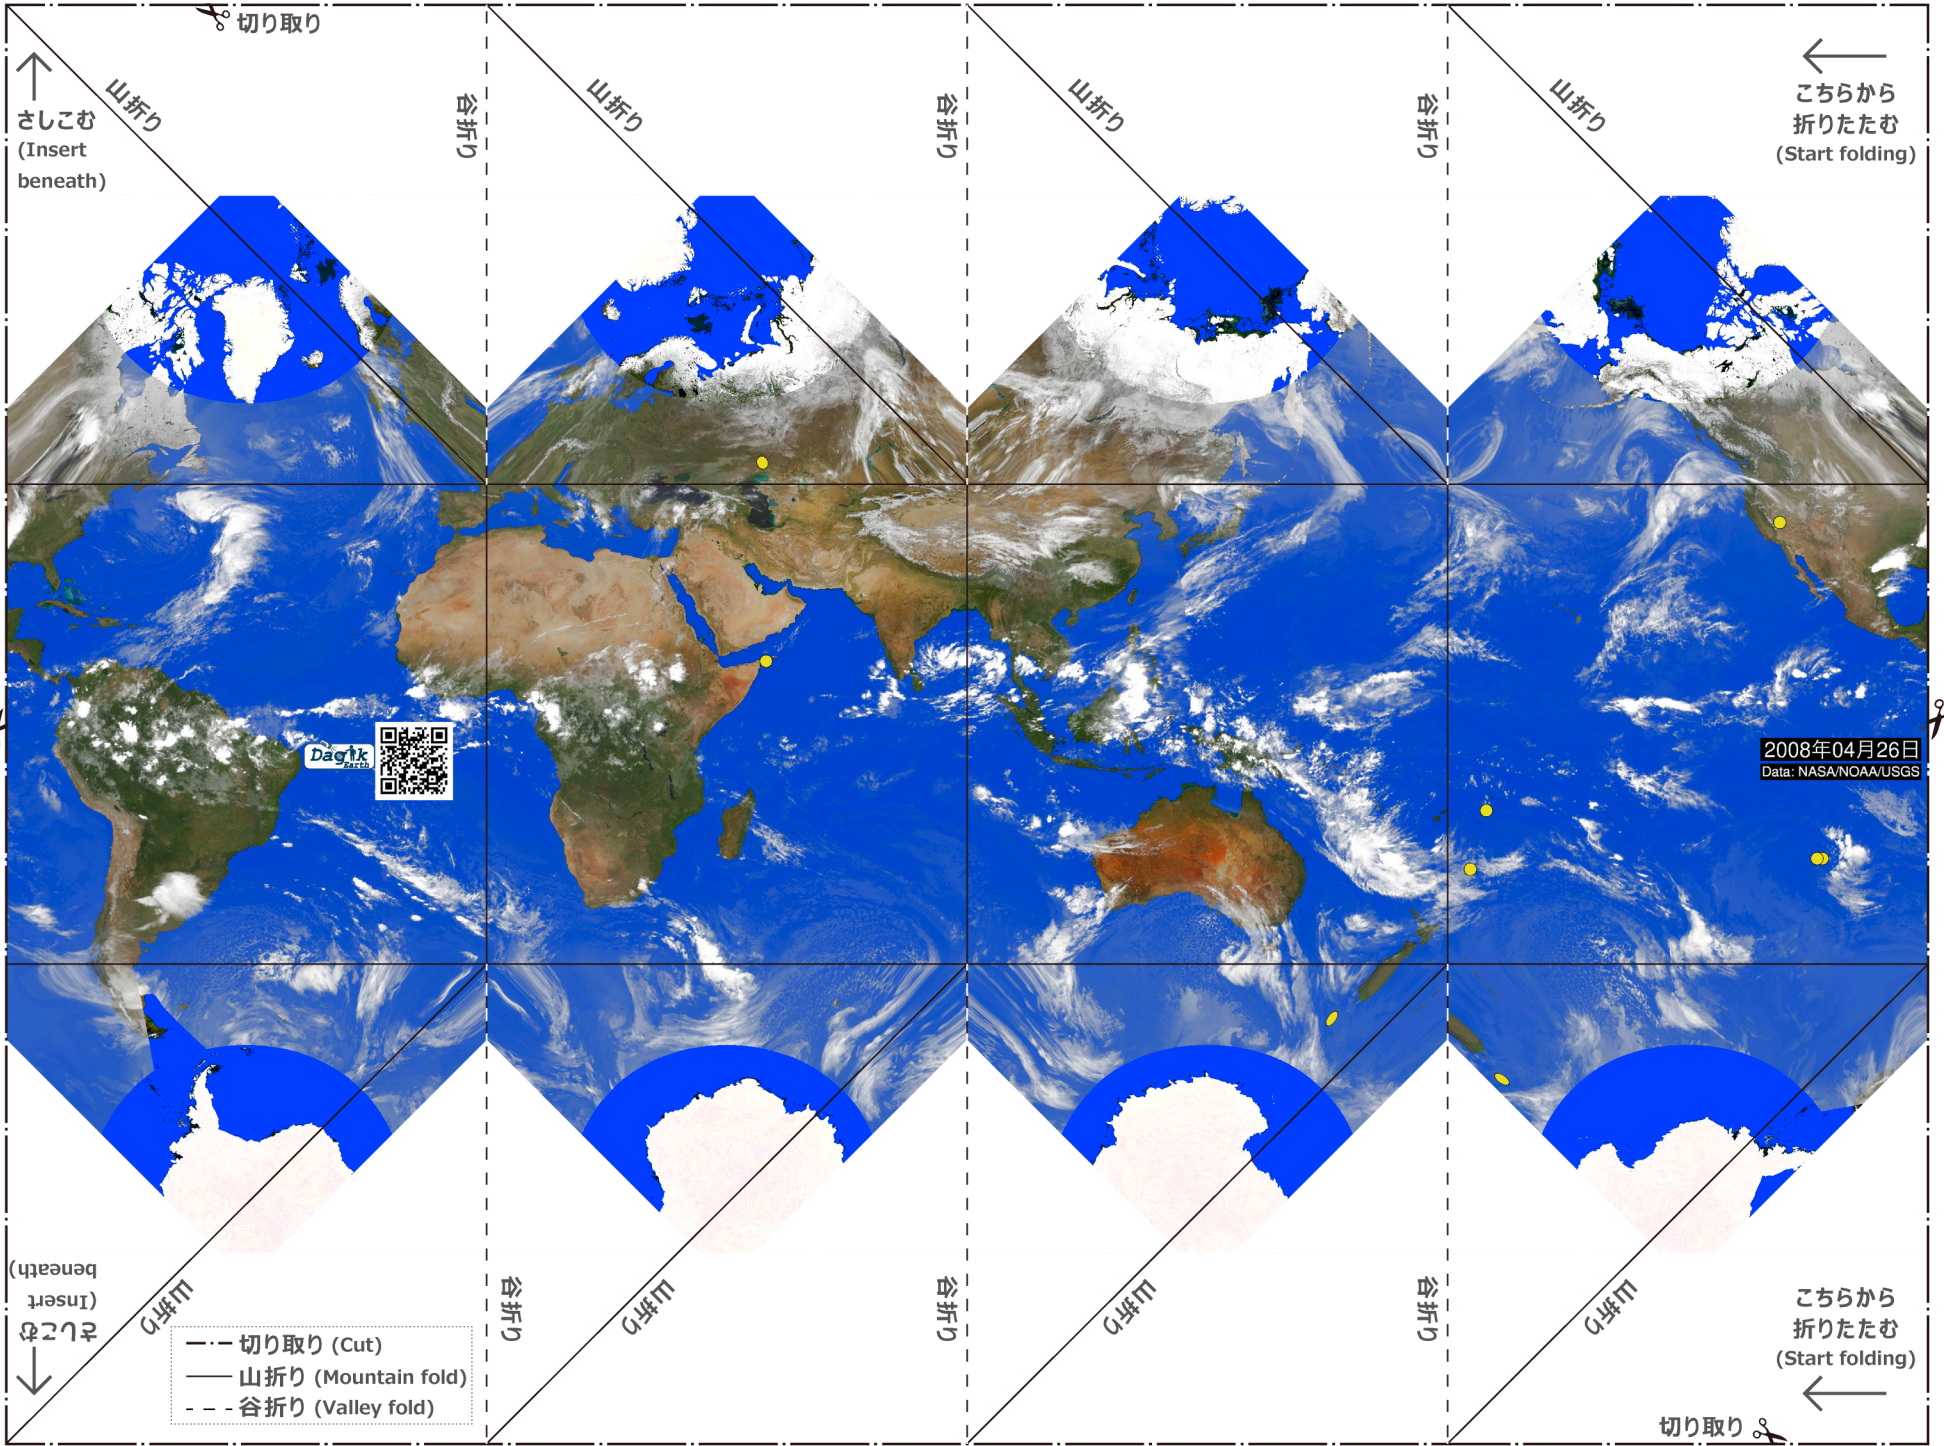 切り取り
山折り
谷折り
山折り
谷折り
山折り
谷折り
山折り
こちらから
折りたたむ
(Start folding)
さしこむ
(Insert
beneath)
Dagik
Earth
2008年04月26日
Data: NASA/NOAA/USGS
さしこむ
(Insert
beneath)
山折り
谷折り
山折り
谷折り
山折り
谷折り
山折り
こちらから
折りたたむ
(Start folding)
切り取り (Cut)
山折り (Mountain fold)
谷折り (Valley fold)
切り取り